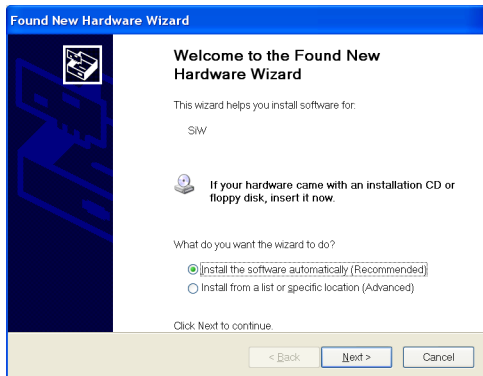 Found New Hardware Wizard
Welcome to the Found New
Hardware Wizard
This wizard helps you install software for:
SiW
If your hardware came with an installation CD or
floppy disk, insert it now.
What do you want the wizard to do?
Install the software automatically (Recommended)
Install from a list or specific location (Advanced)
Click Next to continue.
< Back
Next >
Cancel